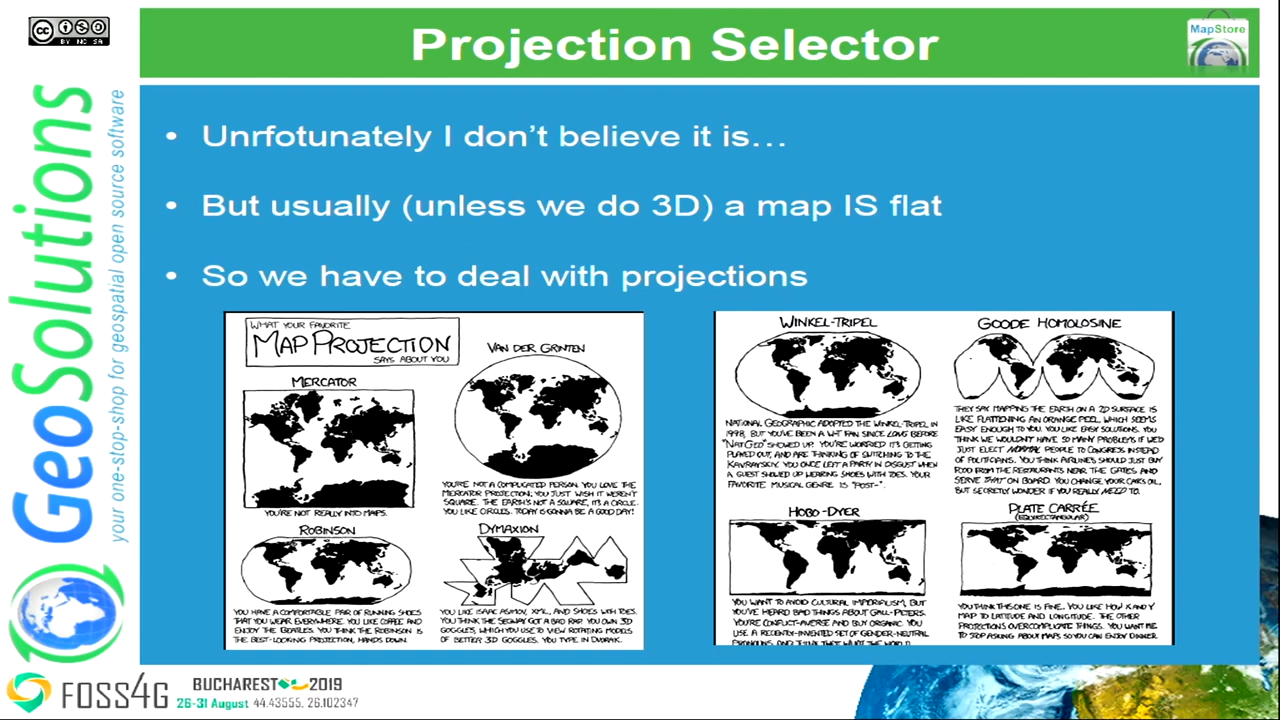 BY NC SA
Projection Selector
MapStore
GeoSolutions
your one-stop-shop for geospatial open source software
• Unrfotunately I don't believe it is…
• But usually (unless we do 3D) a map IS flat
• So we have to deal with projections
WHAT YOUR FAVORITE
MAP PROJECTION
SAYS ABOUT YOU
MERCATOR
YOU'RE NOT REALLY INTO MAPS.
VAN DER GRINTEN
YOU'RE NOT A COMPLICATED PERSON. YOU LOVE THE
MERCATOR PROJECTION; YOU JUST WISH IT WEREN'T
SQUARE. THE EARTH'S NOT A SQUARE, IT'S A CIRCLE.
YOU LIKE CIRCLES. TODAY IS GONNA BE A GOOD DAY!
ROBINSON
YOU HAVE A COMFORTABLE PAIR OF RUNNING SHOES
THAT YOU WEAR EVERYWHERE. YOU LIKE COFFEE AND
ENJOY THE BEATLES. YOU THINK THE ROBINSON IS
THE BEST-LOOKING PROJECTION, HANDS DOWN.
DYMAXION
YOU LIKE ISAAC ASIMOV, XML, AND SHOES WITH TOES.
YOU THINK THE SEGWAY GOT A BAD RAP. YOU OWN 3D
GOGGLES, WHICH YOU USE TO VIEW ROTATING MODELS
OF BETTER 3D GOGGLES. YOU TYPE IN DVORAK.
WINKEL-TRIPEL
NATIONAL GEOGRAPHIC ADOPTED THE WINKEL-TRIPEL IN
1998, BUT YOU'VE BEEN A W-T FAN SINCE LONG BEFORE
"NATGEO" SHOWED UP. YOU'RE WORRIED IT'S GETTING
PLAYED OUT, AND ARE THINKING OF SWITCHING TO THE
KAVRAYSKIY. YOU ONCE LEFT A PARTY IN DISGUST WHEN
A GUEST SHOWED UP WEARING SHOES WITH TOES. YOUR
FAVORITE MUSICAL GENRE IS "POST-".
GOODE HOMOLOSINE
THEY SAY MAPPING THE EARTH ON A 2D SURFACE IS
LIKE FLATTENING AN ORANGE PEEL, WHICH SEEMS
EASY ENOUGH TO YOU. YOU LIKE EASY SOLUTIONS. YOU
THINK WE WOULDN'T HAVE SO MANY PROBLEMS IF WE'D
JUST ELECT NORMAL PEOPLE TO CONGRESS INSTEAD
OF POLITICIANS. YOU THINK AIRLINES SHOULD JUST BUY
FOOD FROM THE RESTAURANTS NEAR THE GATES AND
SERVE THAT ON BOARD. YOU CHANGE YOUR CAR'S OIL,
BUT SECRETLY WONDER IF YOU REALLY NEED TO.
HOBO-DYER
YOU WANT TO AVOID CULTURAL IMPERIALISM, BUT
YOU'VE HEARD BAD THINGS ABOUT GALL-PETERS.
YOU'RE CONFLICT-AVERSE AND BUY ORGANIC. YOU
USE A RECENTLY-INVENTED SET OF GENDER-NEUTRAL
PRONOUNS AND THINK THAT WHAT THE WORLD
PLATE CARRÉE
(EQUIRECTANGULAR)
YOU THINK THIS ONE IS FINE. YOU LIKE HOW X AND Y
MAP TO LATITUDE AND LONGITUDE. THE OTHER
PROJECTIONS OVERCOMPLICATE THINGS. YOU WANT ME
TO STOP ASKING ABOUT MAPS SO YOU CAN ENJOY DINNER.
FOSS4G
BUCHAREST 2019
26-31 August 44.43555, 26.102347